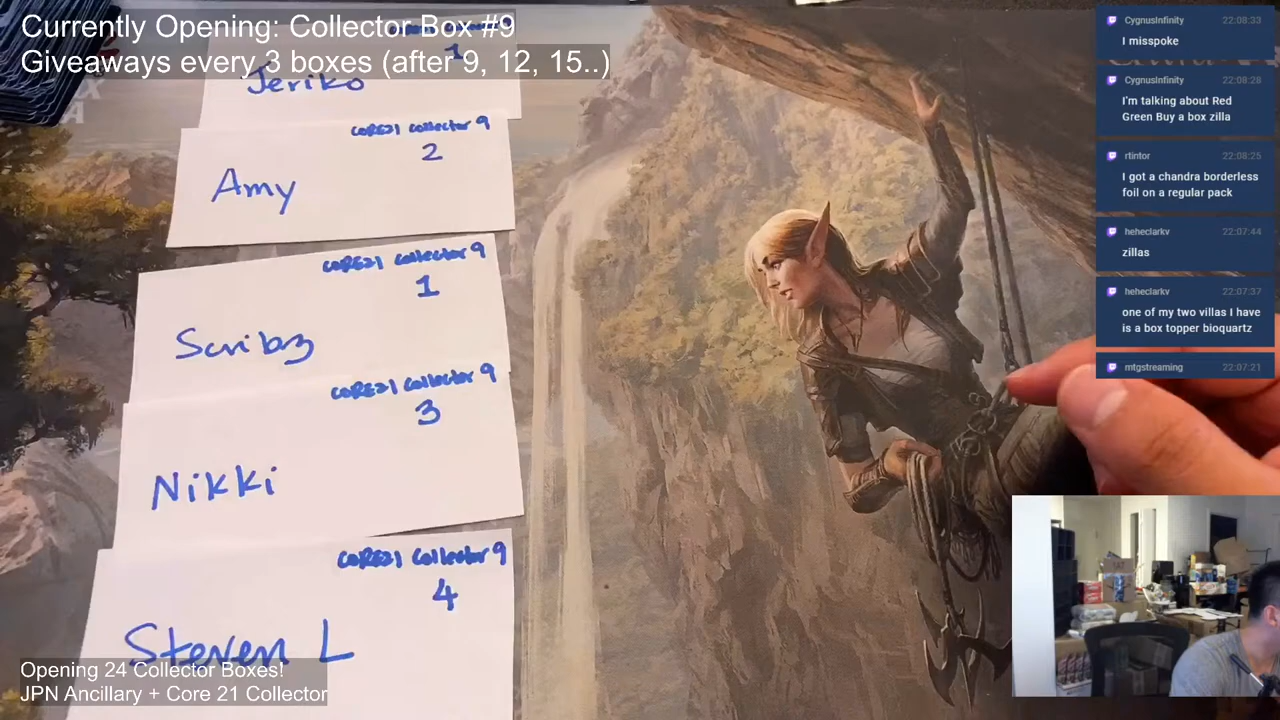 Currently Opening: Collector Box #9
Giveaways every 3 boxes (after 9, 12, 15..)
1
Jeriko
CORE21 Collector 9
2
Amy
CORE21 Collector 9
1
Scribz
CORE21 Collector 9
3
Nikki
CORE21 Collector 9
4
Steven L
Opening 24 Collector Boxes!
JPN Ancillary + Core 21 Collector
CygnusInfinity 22:08:33
I misspoke
CygnusInfinity 22:08:28
I'm talking about Red
Green Buy a box zilla
rtintor 22:08:25
I got a chandra borderless
foil on a regular pack
heheclarkv 22:07:44
zillas
heheclarkv 22:07:37
one of my two villas I have
is a box topper bioquartz
mtgstreaming 22:07:21